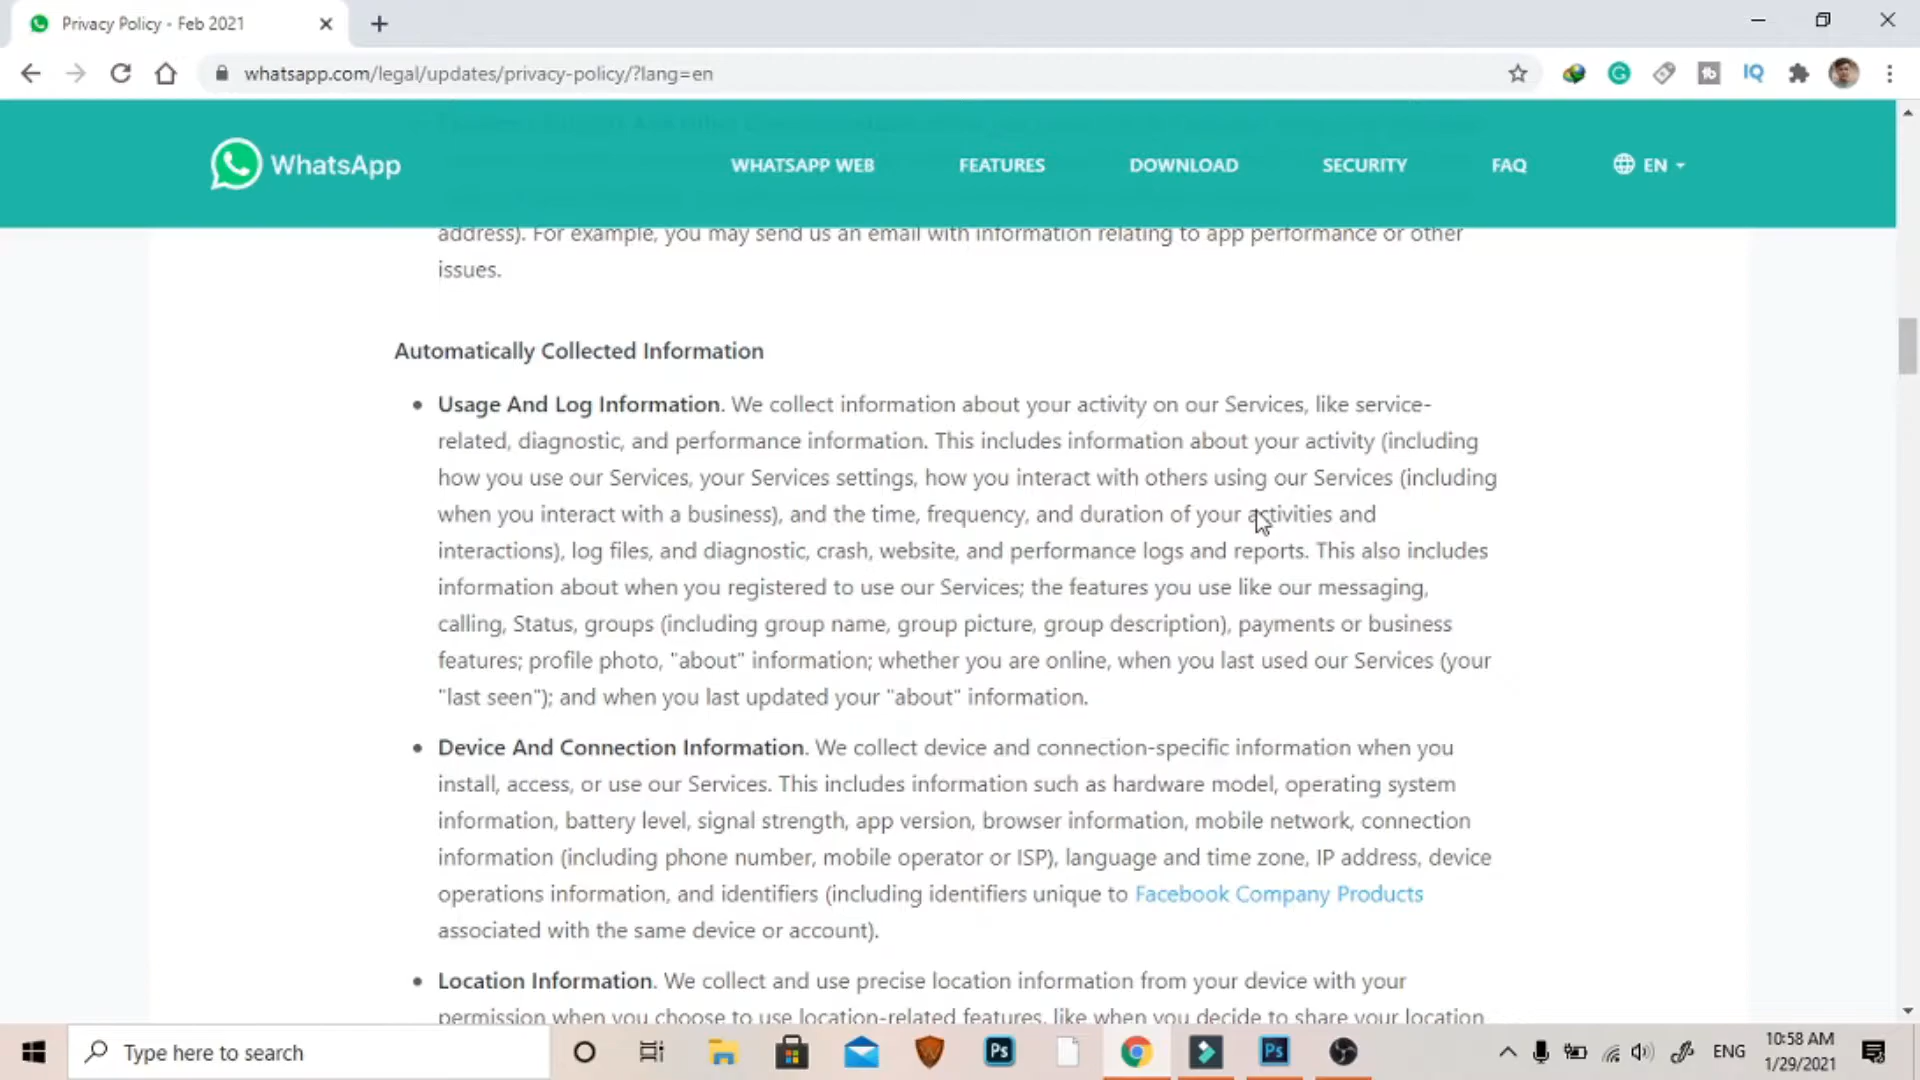 Privacy Policy - Feb 2021
whatsapp.com/legal/updates/privacy-policy/?lang=en
WhatsApp
WHATSAPP WEB FEATURES DOWNLOAD SECURITY FAQ EN
address). For example, you may send us an email with information relating to app performance or other
issues.
Automatically Collected Information
• Usage And Log Information. We collect information about your activity on our Services, like service-
related, diagnostic, and performance information. This includes information about your activity (including
how you use our Services, your Services settings, how you interact with others using our Services (including
when you interact with a business), and the time, frequency, and duration of your activities and
interactions), log files, and diagnostic, crash, website, and performance logs and reports. This also includes
information about when you registered to use our Services; the features you use like our messaging,
calling, Status, groups (including group name, group picture, group description), payments or business
features; profile photo, "about" information; whether you are online, when you last used our Services (your
"last seen"); and when you last updated your "about" information.
• Device And Connection Information. We collect device and connection-specific information when you
install, access, or use our Services. This includes information such as hardware model, operating system
information, battery level, signal strength, app version, browser information, mobile network, connection
information (including phone number, mobile operator or ISP), language and time zone, IP address, device
operations information, and identifiers (including identifiers unique to Facebook Company Products
associated with the same device or account).
• Location Information. We collect and use precise location information from your device with your
permission when you choose to use location-related features, like when you decide to share your location
Type here to search
Ps
Ps
ENG
10:58 AM
1/29/2021